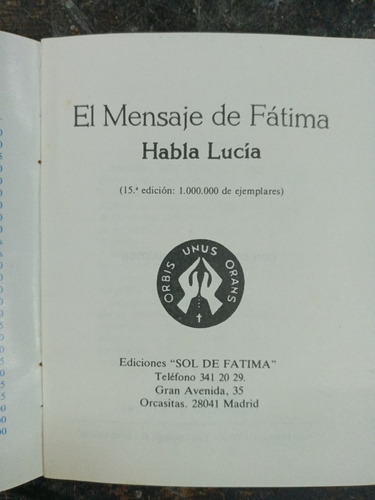 El Mensaje de Fátima
Habla Lucía
(15.ª edición: 1.000.000 de ejemplares)
ORBIS UNUS ORANS
Ediciones "SOL DE FATIMA"
Teléfono 341 20 29.
Gran Avenida, 35
Orcasitas. 28041 Madrid